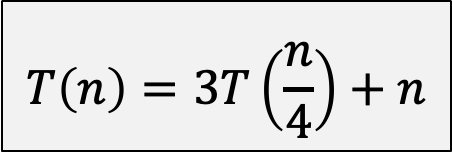 T(n) = 3T(n/4) + n